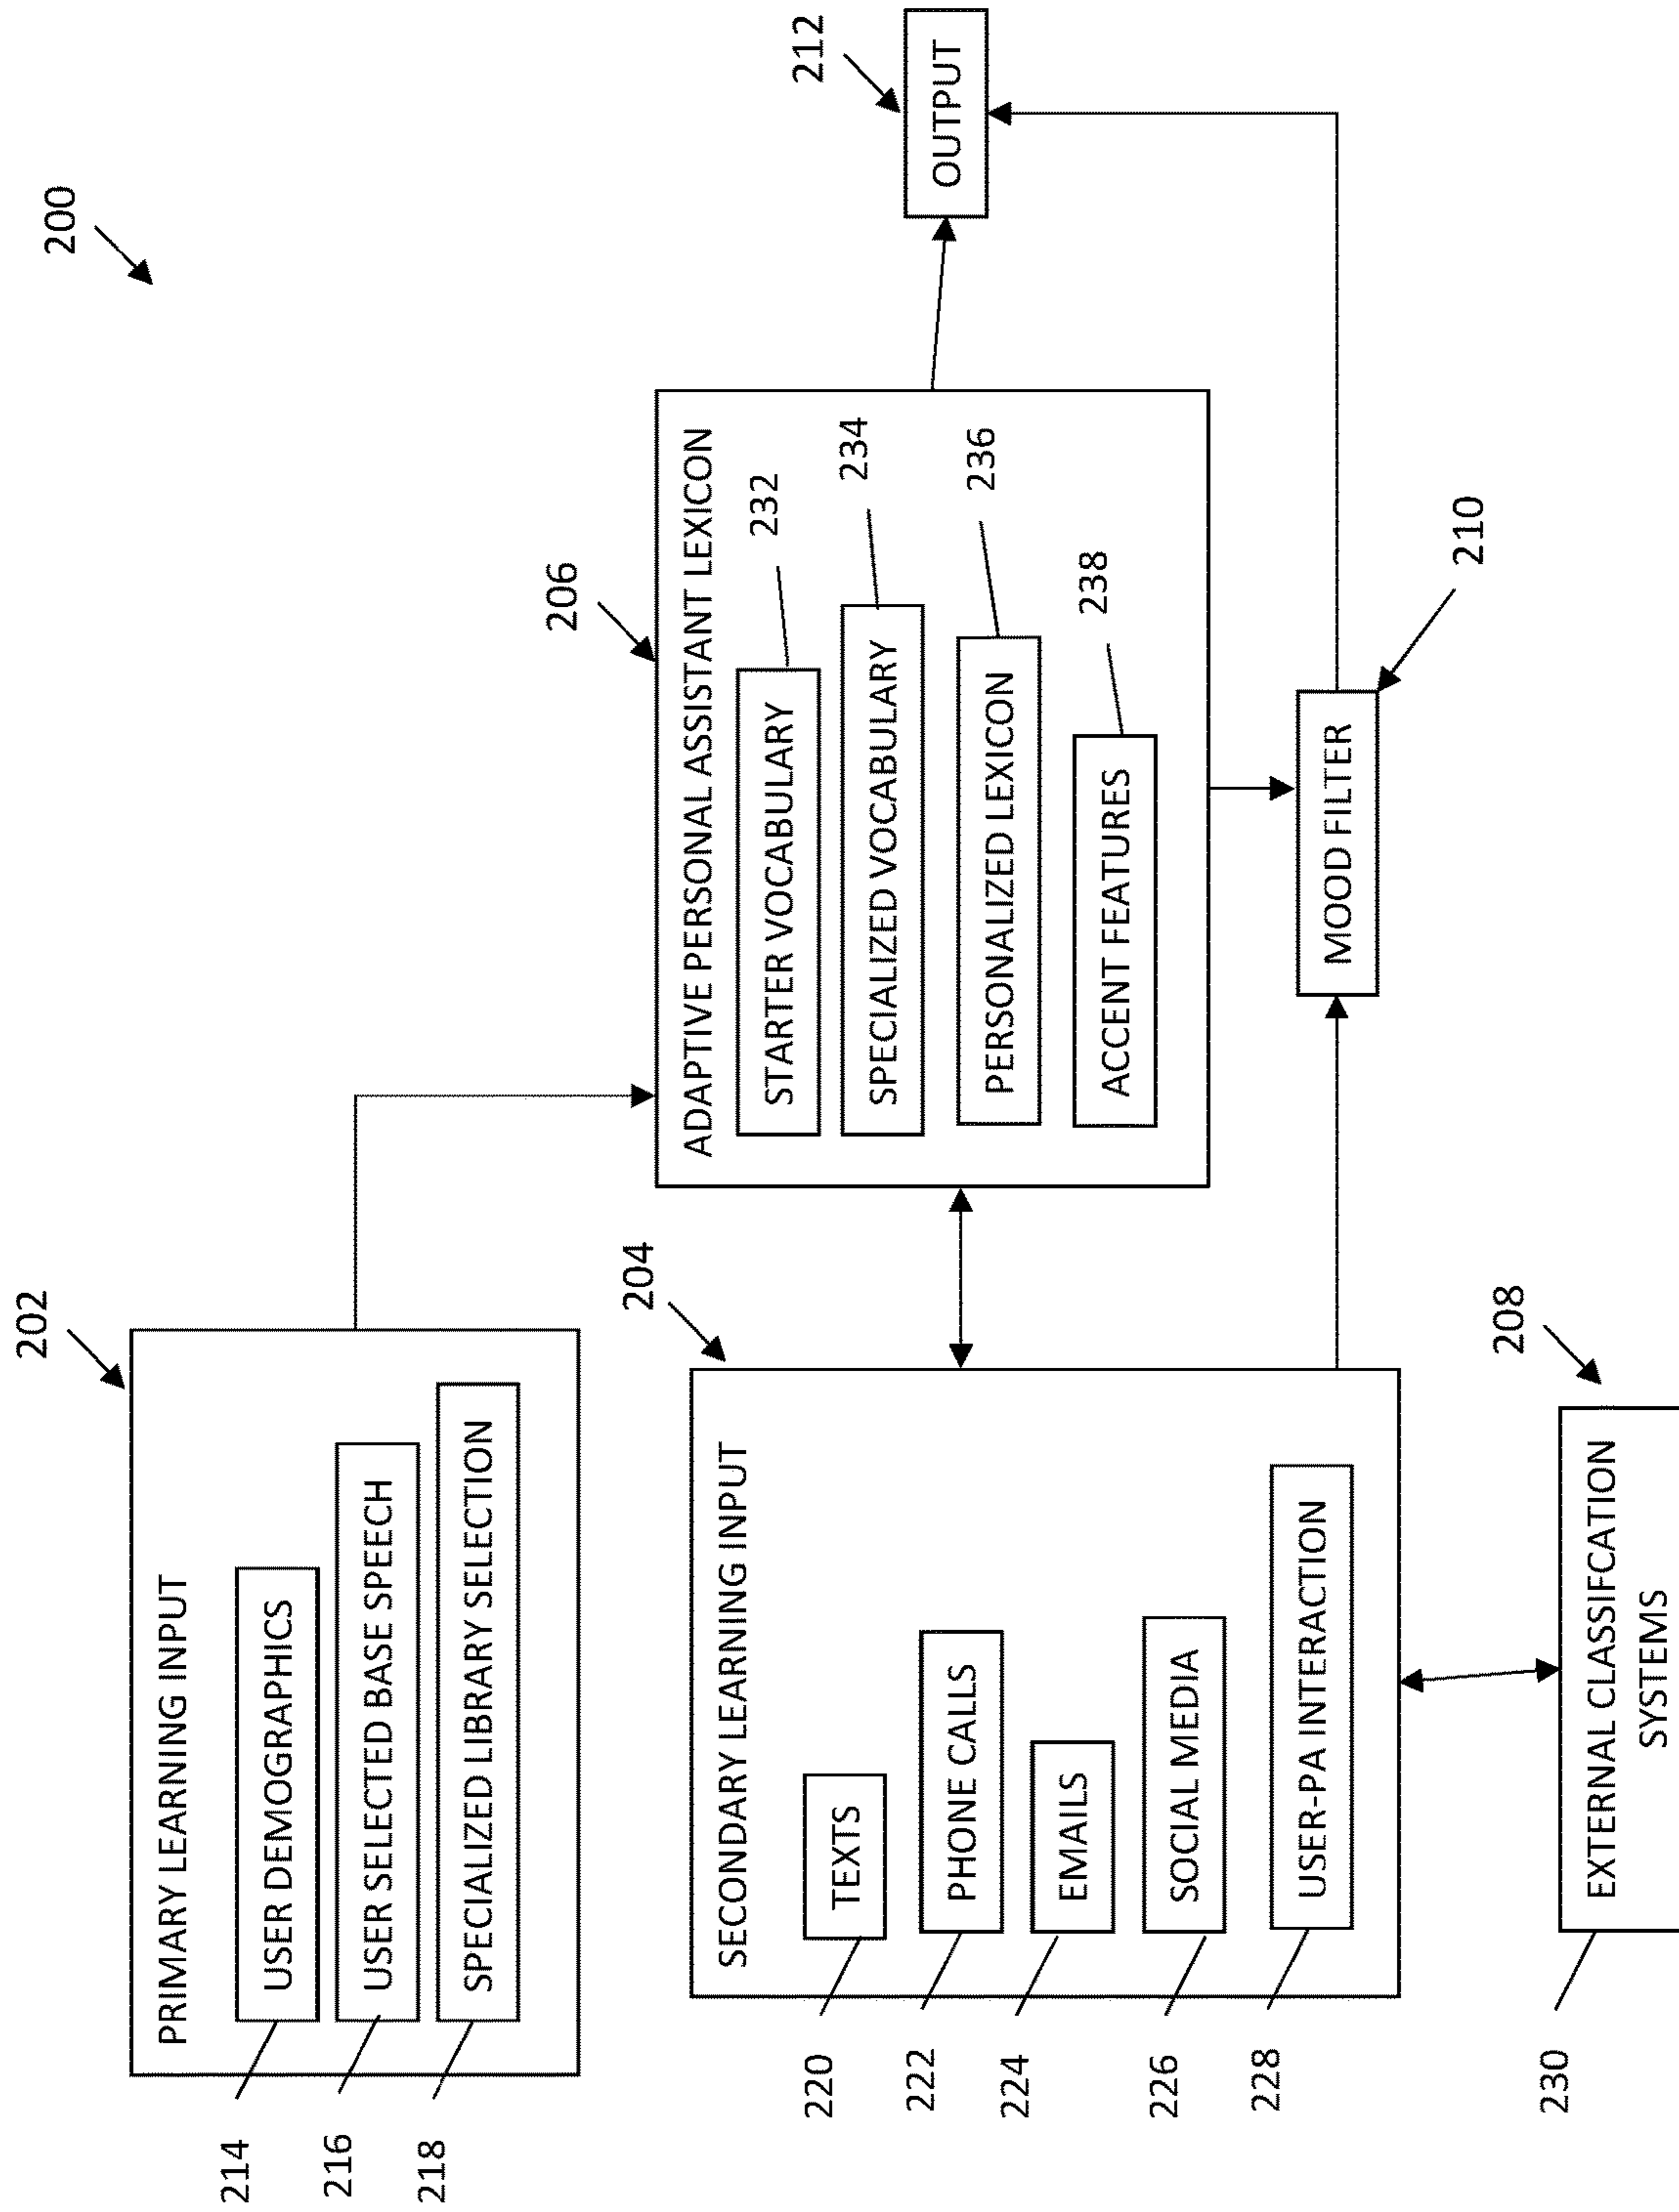 200
202
PRIMARY LEARNING INPUT
USER DEMOGRAPHICS
USER SELECTED BASE SPEECH
SPECIALIZED LIBRARY SELECTION
214
216
218
204
SECONDARY LEARNING INPUT
TEXTS
PHONE CALLS
EMAILS
SOCIAL MEDIA
USER-PA INTERACTION
220
222
224
226
228
208
EXTERNAL CLASSIFCATION
SYSTEMS
230
206
ADAPTIVE PERSONAL ASSISTANT LEXICON
STARTER VOCABULARY
232
SPECIALIZED VOCABULARY
234
PERSONALIZED LEXICON
236
ACCENT FEATURES
238
MOOD FILTER
210
212
OUTPUT